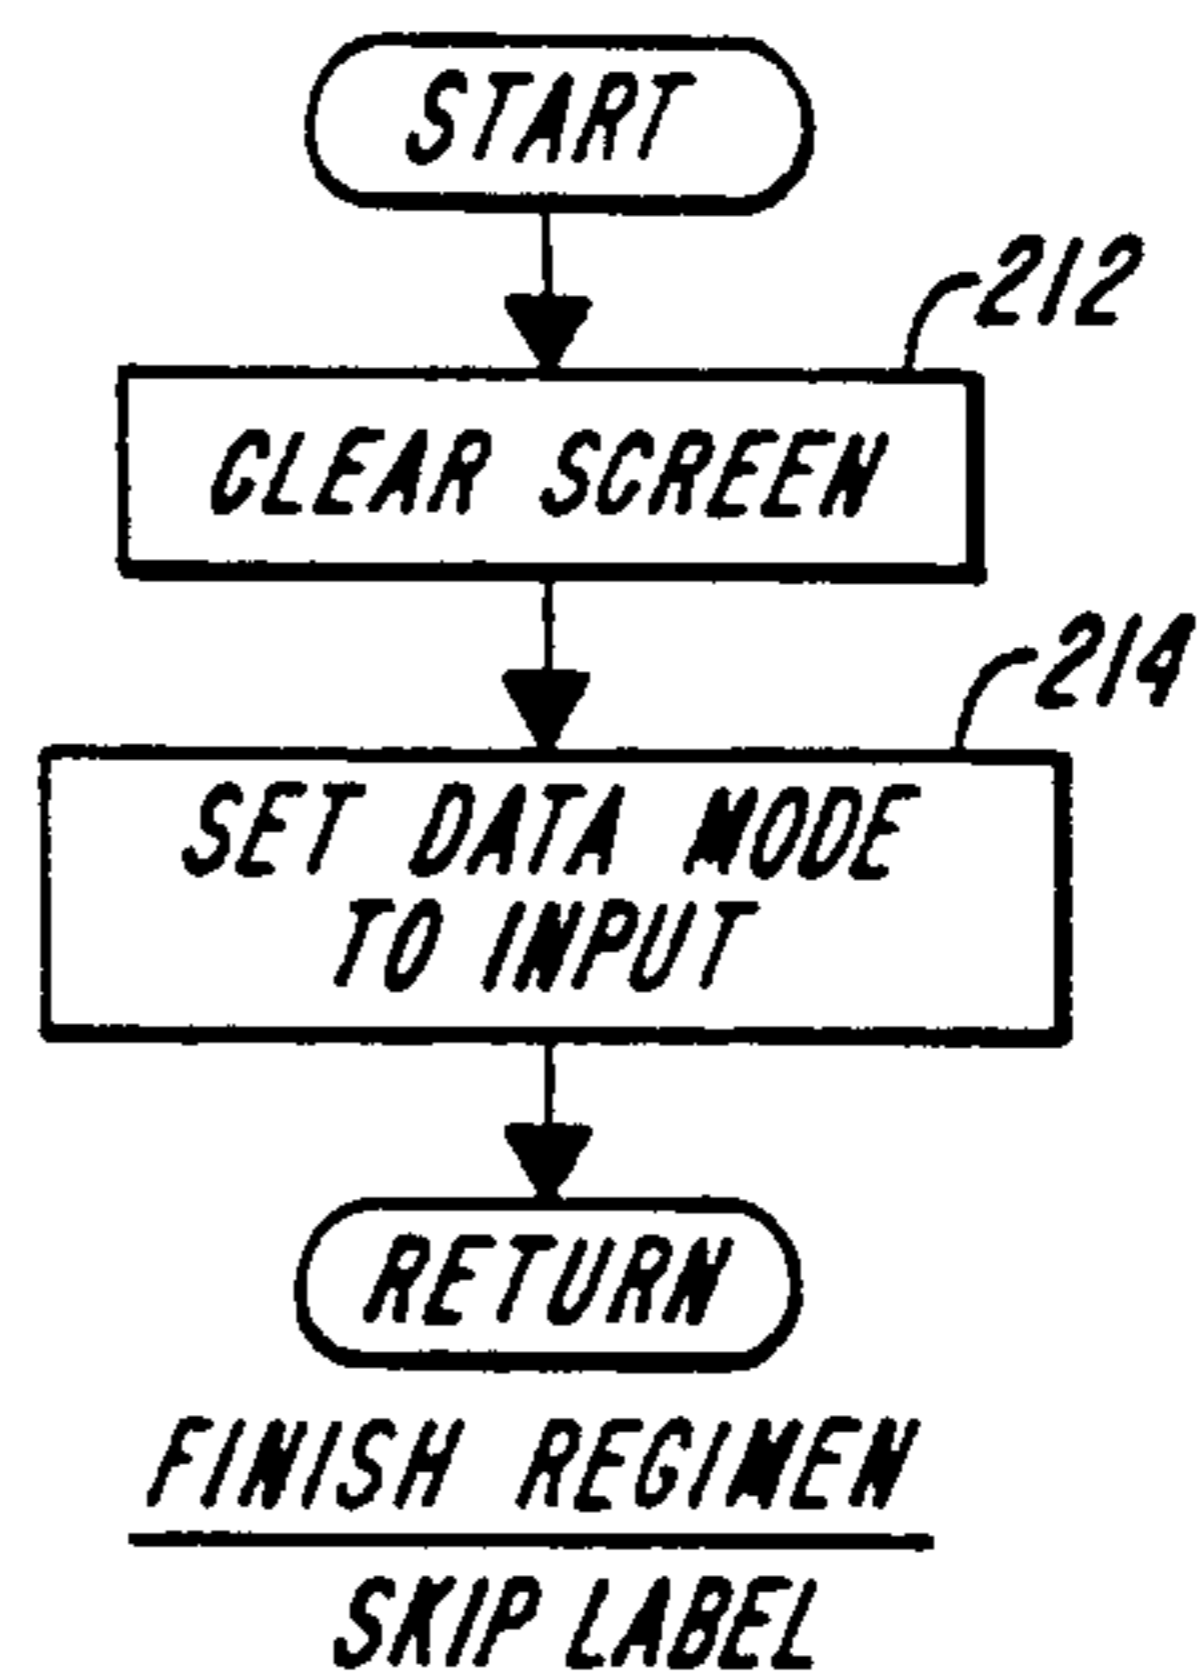 START
212
CLEAR SCREEN
214
SET DATA MODE
TO INPUT
RETURN
FINISH REGIMEN
SKIP LABEL